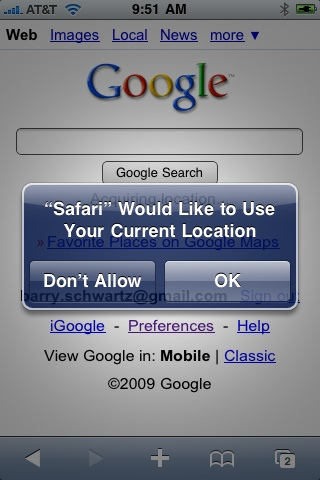 AT&T 9:51 AM
Web Images Local News more ▼
Google™
Google Search
Acquiring location...
“Safari” Would Like to Use
Your Current Location
» Favorite Places on Google Maps
Don’t Allow OK
barry.schwartz@gmail.com Sign out
iGoogle - Preferences - Help
View Google in: Mobile | Classic
©2009 Google
2